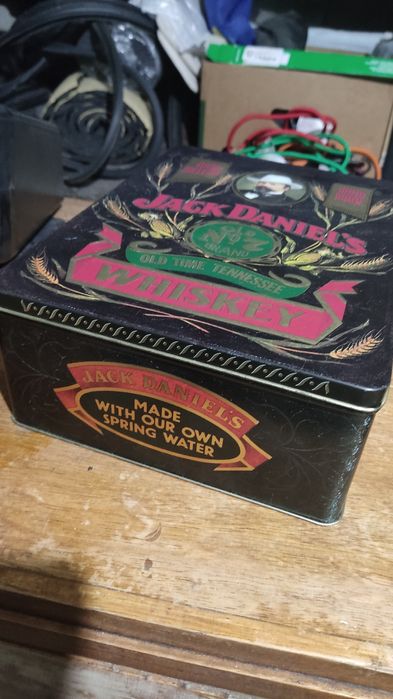 JACK DANIEL'S
OLD
No. 7
BRAND
OLD TIME TENNESSEE
WHISKEY
JACK DANIEL'S
MADE
WITH OUR OWN
SPRING WATER